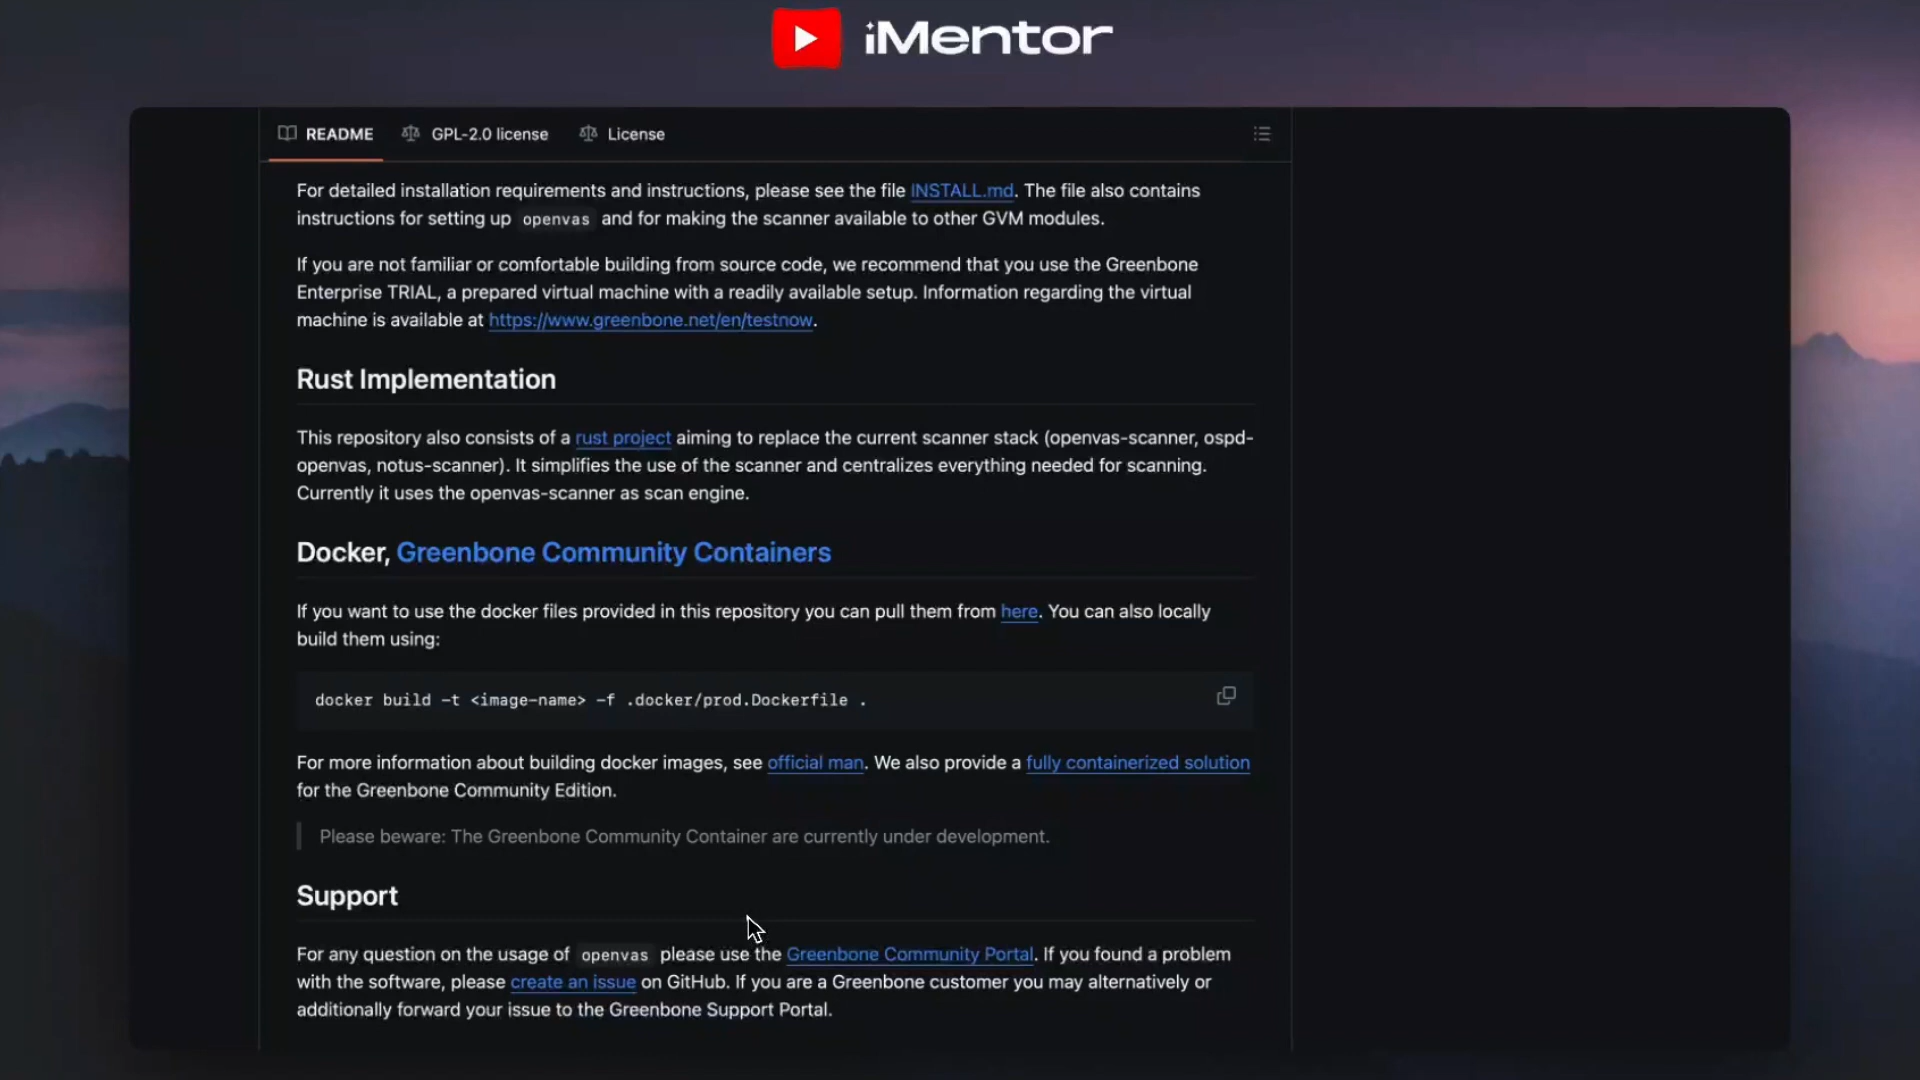 iMentor
README GPL-2.0 license License
For detailed installation requirements and instructions, please see the file INSTALL.md. The file also contains
instructions for setting up openvas and for making the scanner available to other GVM modules.
If you are not familiar or comfortable building from source code, we recommend that you use the Greenbone
Enterprise TRIAL, a prepared virtual machine with a readily available setup. Information regarding the virtual
machine is available at https://www.greenbone.net/en/testnow.
Rust Implementation
This repository also consists of a rust project aiming to replace the current scanner stack (openvas-scanner, ospd-
openvas, notus-scanner). It simplifies the use of the scanner and centralizes everything needed for scanning.
Currently it uses the openvas-scanner as scan engine.
Docker, Greenbone Community Containers
If you want to use the docker files provided in this repository you can pull them from here. You can also locally
build them using:
docker build -t <image-name> -f .docker/prod.Dockerfile .
For more information about building docker images, see official man. We also provide a fully containerized solution
for the Greenbone Community Edition.
Please beware: The Greenbone Community Container are currently under development.
Support
For any question on the usage of openvas please use the Greenbone Community Portal. If you found a problem
with the software, please create an issue on GitHub. If you are a Greenbone customer you may alternatively or
additionally forward your issue to the Greenbone Support Portal.